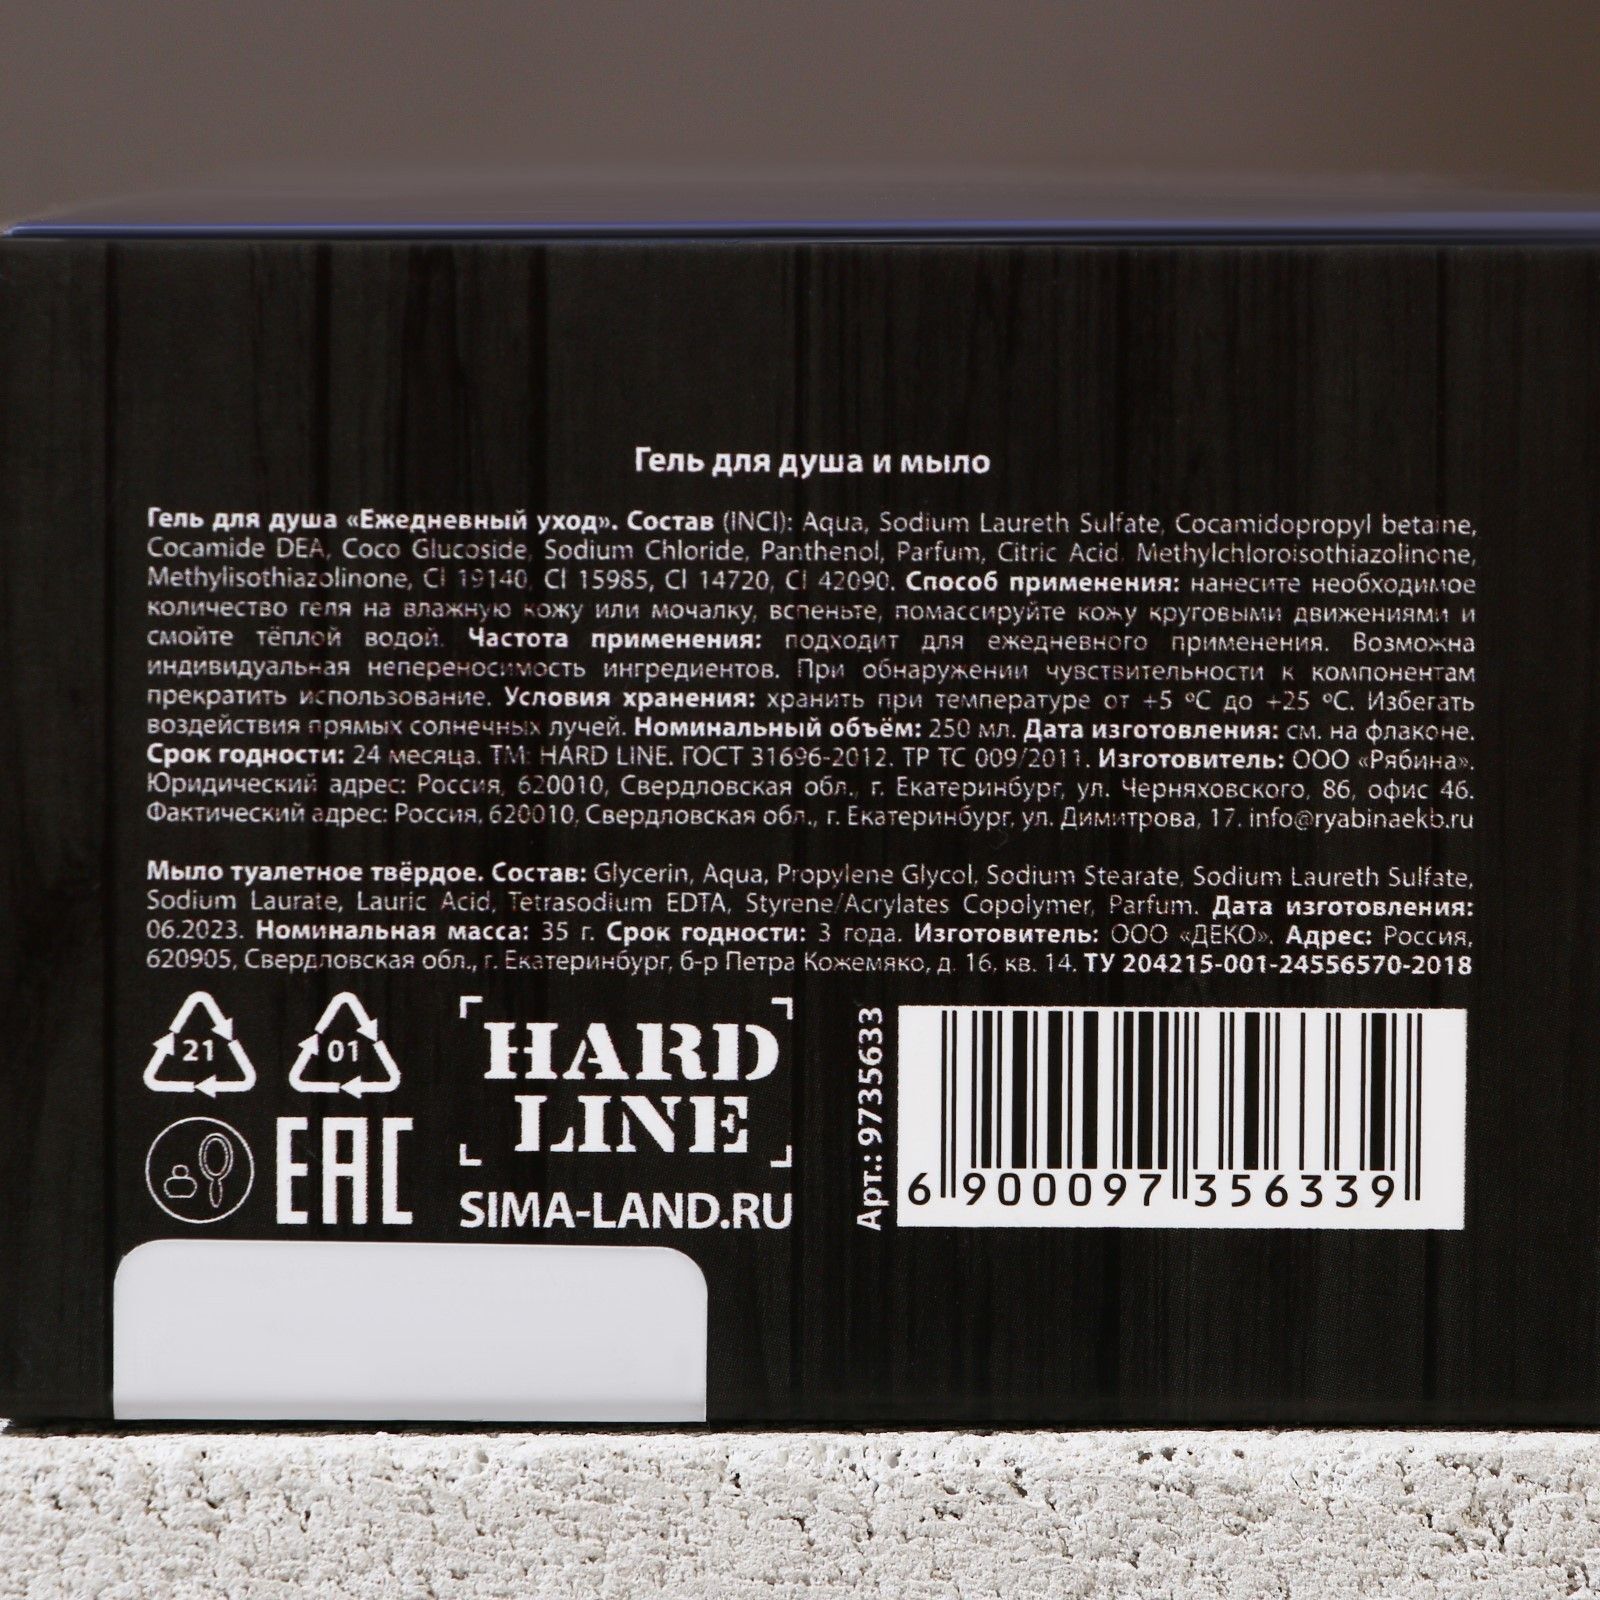 Гель для душа и мыло
Гель для душа «Ежедневный уход». Состав (INCI): Aqua, Sodium Laureth Sulfate, Cocamidopropyl betaine,
Cocamide DEA, Coco Glucoside, Sodium Chloride, Panthenol, Parfum, Citric Acid, Methylchloroisothiazolinone,
Methylisothiazolinone, CI 19140, CI 15985, CI 14720, CI 42090. Способ применения: нанесите необходимое
количество геля на влажную кожу или мочалку, вспеньте, помассируйте кожу круговыми движениями и
смойте тёплой водой. Частота применения: подходит для ежедневного применения. Возможна
индивидуальная непереносимость ингредиентов. При обнаружении чувствительности к компонентам
прекратить использование. Условия хранения: хранить при температуре от +5 ºС до +25 ºС. Избегать
воздействия прямых солнечных лучей. Номинальный объём: 250 мл. Дата изготовления: см. на флаконе.
Срок годности: 24 месяца. ТМ: HARD LINE. ГОСТ 31696-2012. ТР ТС 009/2011. Изготовитель: ООО «Рябина».
Юридический адрес: Россия, 620010, Свердловская обл., г. Екатеринбург, ул. Черняховского, 86, офис 46.
Фактический адрес: Россия, 620010, Свердловская обл., г. Екатеринбург, ул. Димитрова, 17. info@ryabinaekb.ru
Мыло туалетное твёрдое. Состав: Glycerin, Aqua, Propylene Glycol, Sodium Stearate, Sodium Laureth Sulfate,
Sodium Laurate, Lauric Acid, Tetrasodium EDTA, Styrene/Acrylates Copolymer, Parfum. Дата изготовления:
06.2023. Номинальная масса: 35 г. Срок годности: 3 года. Изготовитель: ООО «ДЕКО». Адрес: Россия,
620905, Свердловская обл., г. Екатеринбург, б-р Петра Кожемяко, д. 16, кв. 14. ТУ 204215-001-24556570-2018
21
01
EAC
HARD
LINE
SIMA-LAND.RU
Арт.: 9735633
6 900097 356339